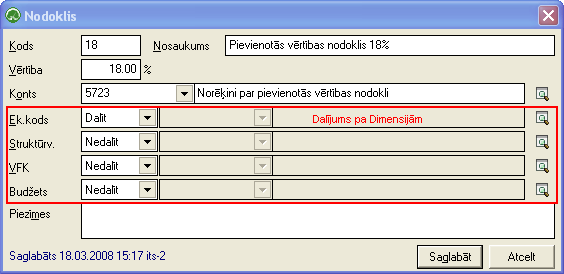 Nodoklis
Kods 18 Nosaukums Pievienotās vērtības nodoklis 18%
Vērtība 18.00 %
Konts 5723 Norēķini par pievienotās vērtības nodokli
Ek.kods Dalīt Dalījums pa Dimensijām
Struktūrv. Nedalīt
VFK Nedalīt
Budžets Nedalīt
Piezīmes
Saglabāts 18.03.2008 15:17 its-2 Saglabāt Atcelt